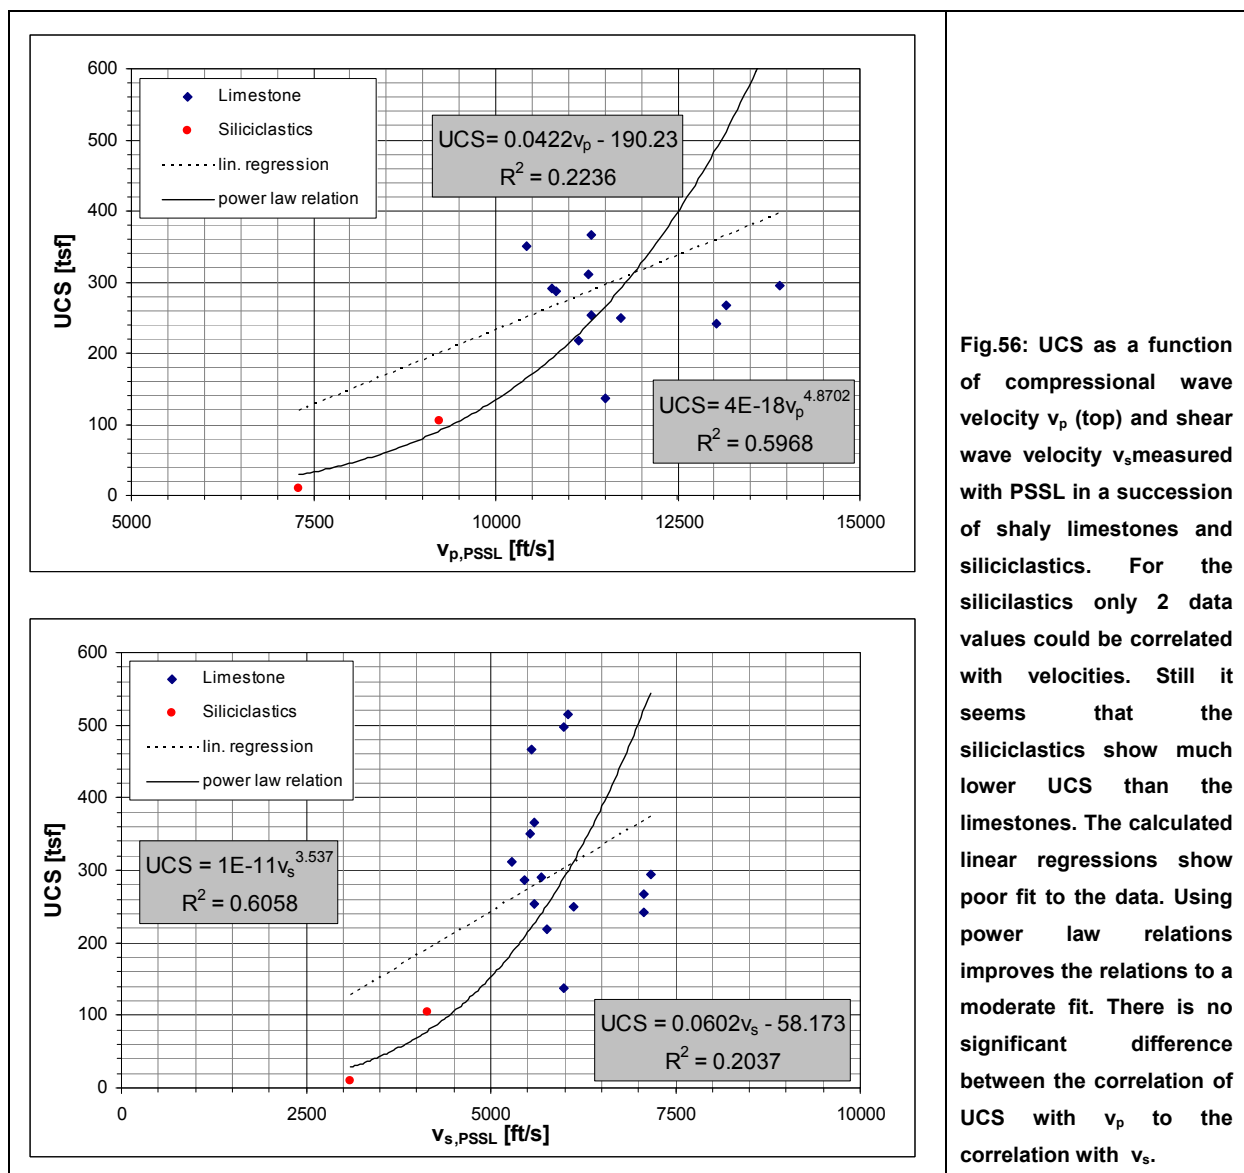 600
500
400
300
200
100
0
UCS [tsf]
Limestone
Siliciclastics
lin. regression
power law relation
UCS= 0.0422vp - 190.23
R2 = 0.2236
UCS= 4E-18vp4.8702
R2 = 0.5968
5000 7500 10000 12500 15000
vp,PSSL [ft/s]
600
500
400
300
200
100
0
UCS [tsf]
Limestone
Siliciclastics
lin. regression
power law relation
UCS = 1E-11vs3.537
R2 = 0.6058
UCS = 0.0602vs - 58.173
R2 = 0.2037
0 2500 5000 7500 10000
vs,PSSL [ft/s]
Fig.56: UCS as a function
of compressional wave
velocity vp (top) and shear
wave velocity vsmeasured
with PSSL in a succession
of shaly limestones and
siliciclastics. For the
silicilastics only 2 data
values could be correlated
with velocities. Still it
seems that the
siliciclastics show much
lower UCS than the
limestones. The calculated
linear regressions show
poor fit to the data. Using
power law relations
improves the relations to a
moderate fit. There is no
significant difference
between the correlation of
UCS with vp to the
correlation with vs.